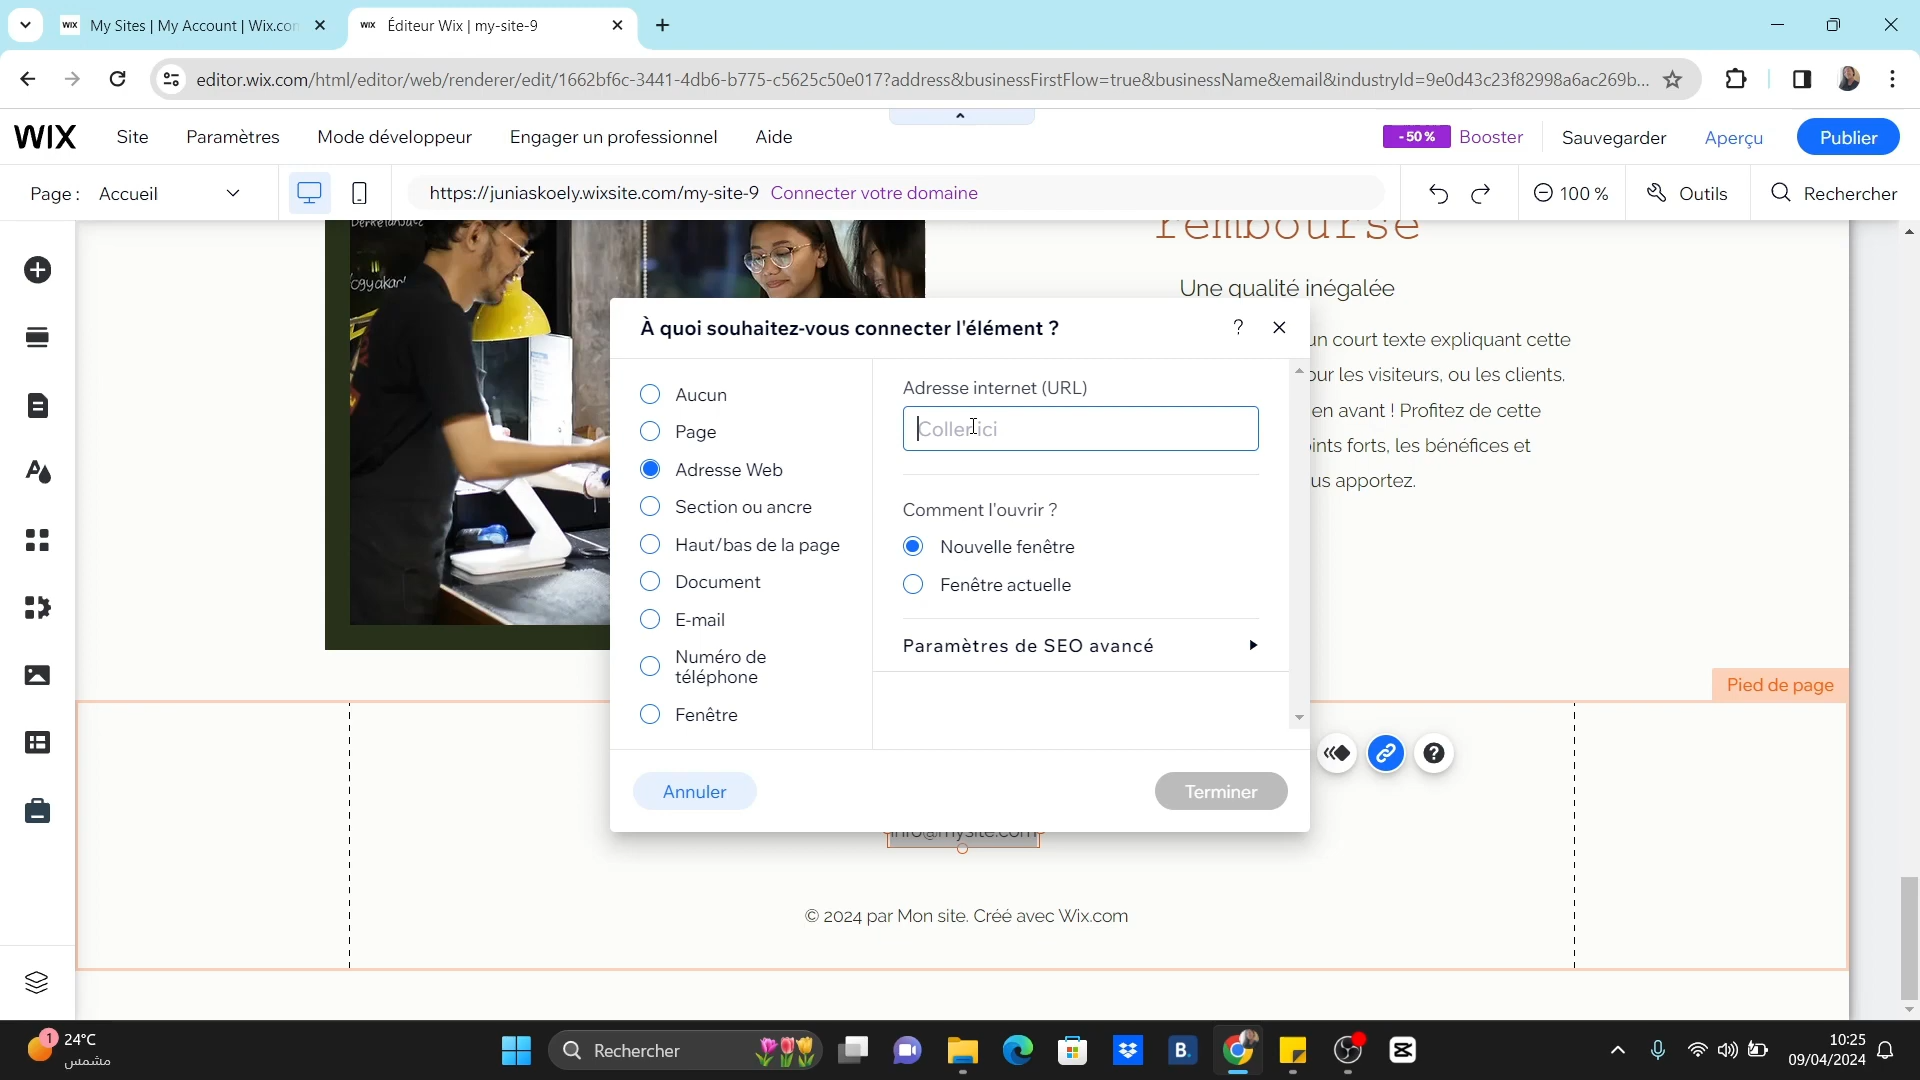 WIX My Sites | My Account | Wix.com
WIX Éditeur Wix | my-site-9
editor.wix.com/html/editor/web/renderer/edit/1662bf6c-3441-4db6-b775-c5625c50e017?address&businessFirstFlow=true&businessName&email&industryId=9e0d43c23f82998a6ac269b...
WIX Site Paramètres Mode développeur Engager un professionnel Aide
-50% Booster Sauvegarder Aperçu Publier
Page : Accueil
https://juniaskoely.wixsite.com/my-site-9 Connecter votre domaine
100 % Outils Rechercher
remboursé
Une qualité inégalée
un court texte expliquant cette
our les visiteurs, ou les clients.
en avant ! Profitez de cette
ints forts, les bénéfices et
us apportez.
À quoi souhaitez-vous connecter l'élément ? ?
Aucun
Page
Adresse Web
Section ou ancre
Haut/bas de la page
Document
E-mail
Numéro de
téléphone
Fenêtre
Adresse internet (URL)
Coller ici
Comment l'ouvrir ?
Nouvelle fenêtre
Fenêtre actuelle
Paramètres de SEO avancé
Annuler Terminer
Pied de page
?
info@mysite.com
© 2024 par Mon site. Créé avec Wix.com
1
24°C
مشمس
Rechercher
B.
10:25
09/04/2024